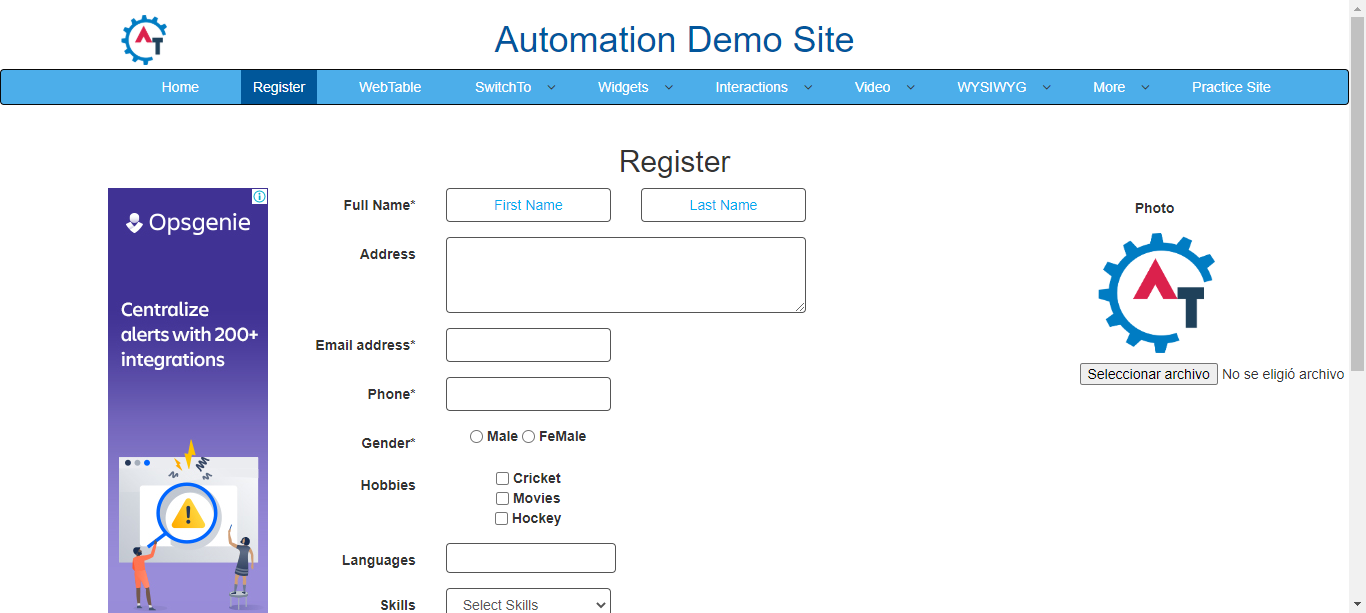 AT
Automation Demo Site
Home Register WebTable SwitchTo Widgets Interactions Video WYSIWYG More Practice Site
Register
Opsgenie
Centralize
alerts with 200+
integrations
Full Name* First Name Last Name
Address
Email address*
Phone*
Gender* Male FeMale
Hobbies
Cricket
Movies
Hockey
Languages
Skills Select Skills
Photo
AT
Seleccionar archivo No se eligió archivo